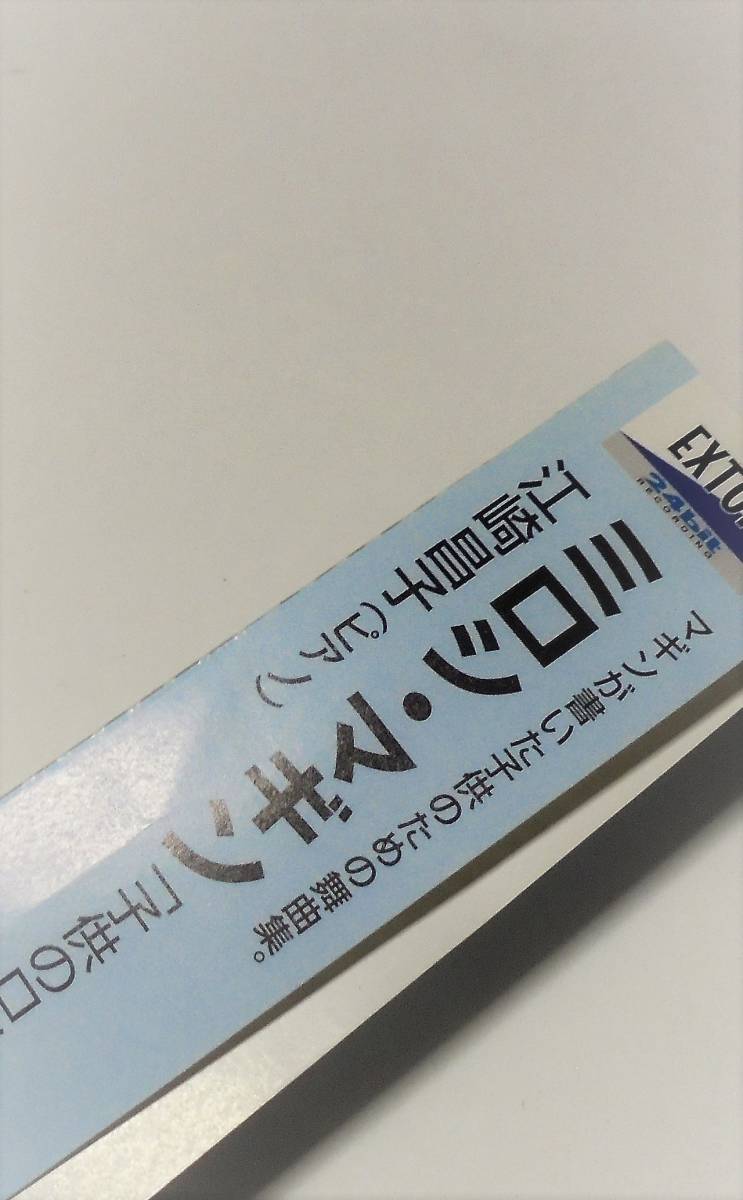 EXTO
24bit
RECORDING
マギンが書いた子供のための舞曲集。
ミロシ・マギン「子供のロ
江崎昌子(ピアノ)